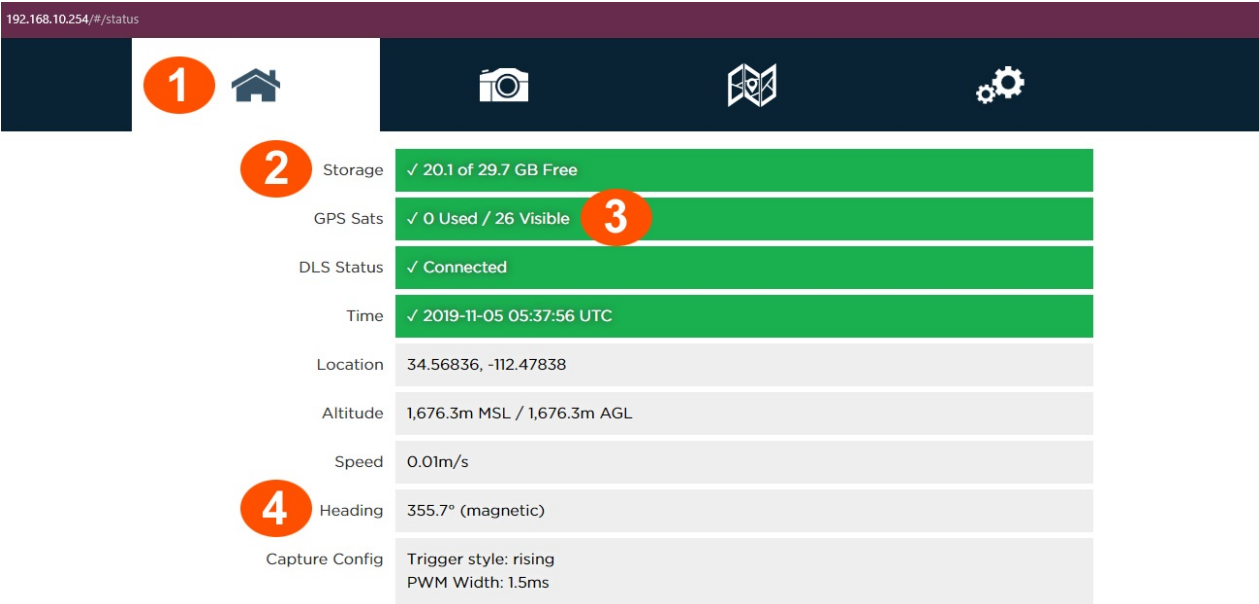 192.168.10.254/#/status
1
2 Storage ✓ 20.1 of 29.7 GB Free
GPS Sats ✓ 0 Used / 26 Visible 3
DLS Status ✓ Connected
Time ✓ 2019-11-05 05:37:56 UTC
Location 34.56836, -112.47838
Altitude 1,676.3m MSL / 1,676.3m AGL
Speed 0.01m/s
4 Heading 355.7° (magnetic)
Capture Config Trigger style: rising
PWM Width: 1.5ms